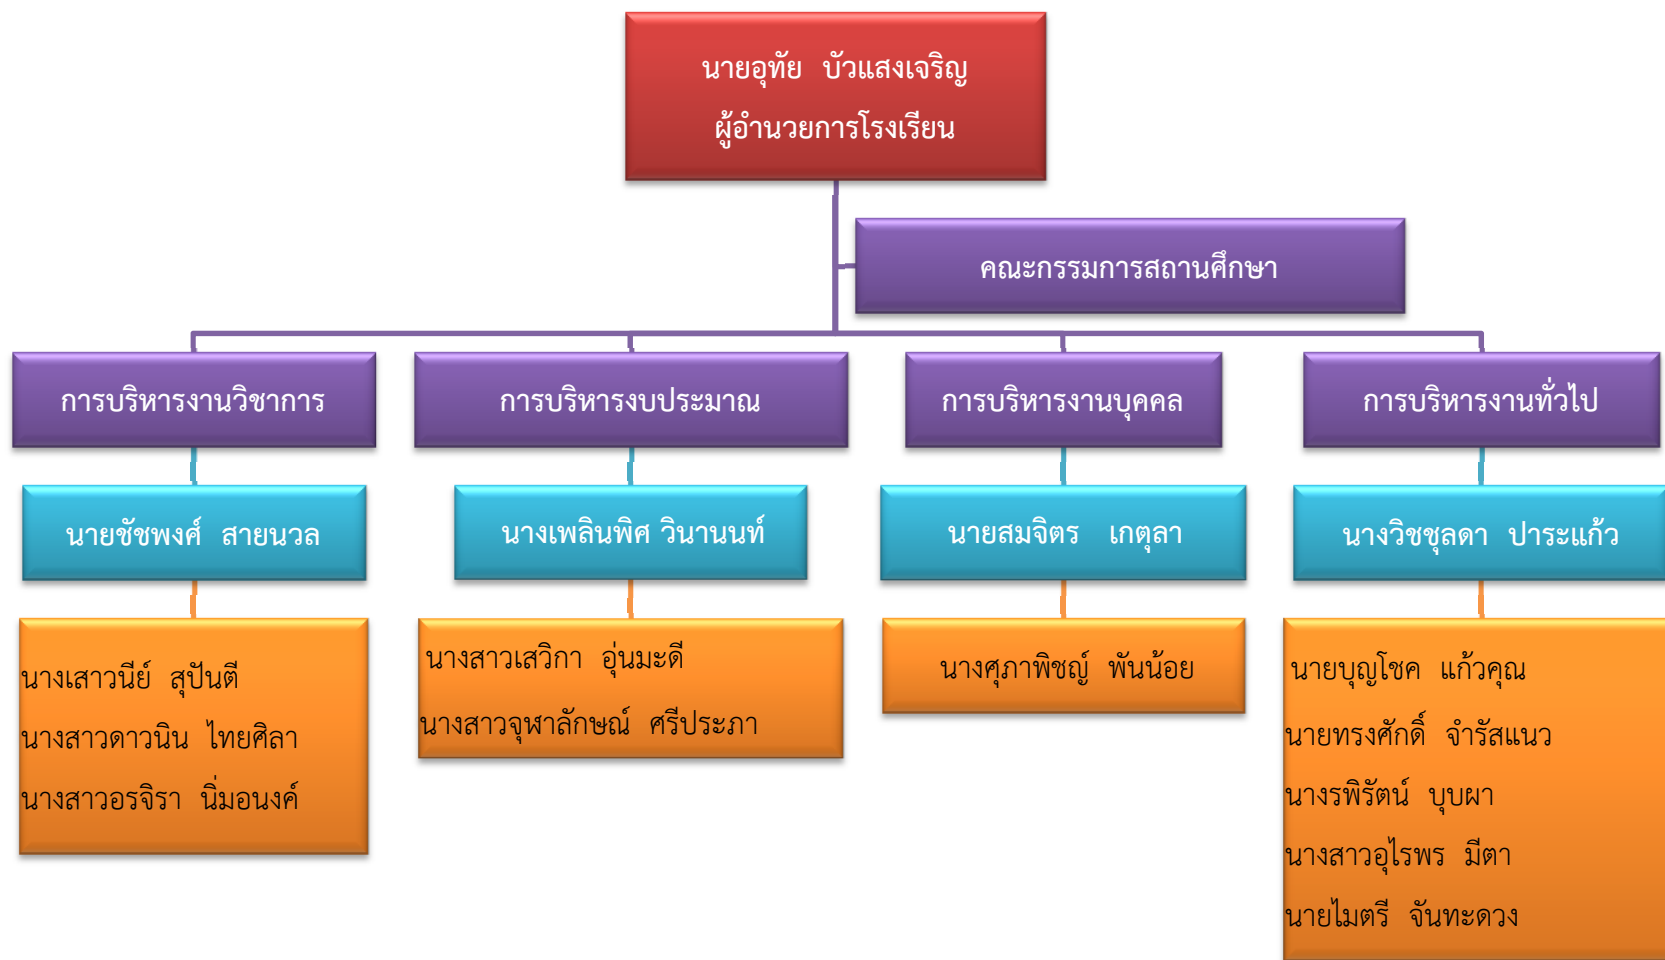 นายอุทัย บัวแสงเจริญ
ผู้อำนวยการโรงเรียน
คณะกรรมการสถานศึกษา
การบริหารงานวิชาการ
การบริหารงบประมาณ
การบริหารงานบุคคล
การบริหารงานทั่วไป
นายชัชพงศ์ สายนวล
นางเพลินพิศ วินานนท์
นายสมจิตร เกตุลา
นางวิชชุลดา ปาระแก้ว
นางเสาวนีย์ สุปันตี
นางสาวดาวนิน ไทยศิลา
นางสาวอรจิรา นิ่มอนงค์
นางสาวเสวิกา อุ่นมะดี
นางสาวจุฬาลักษณ์ ศรีประภา
นางศุภาพิชญ์ พันน้อย
นายบุญโชค แก้วคุณ
นายทรงศักดิ์ จำรัสแนว
นางรพิรัตน์ บุบผา
นางสาวอุไรพร มีตา
นายไมตรี จันทะดวง